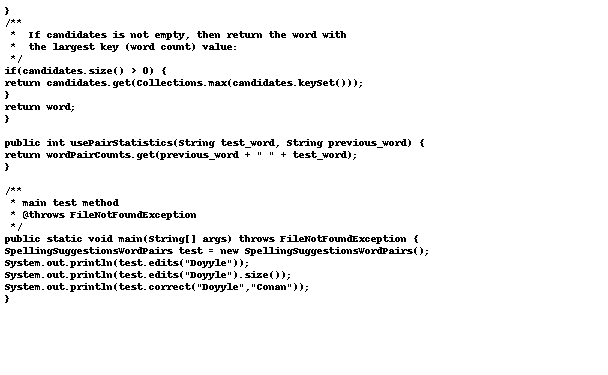 }
/**
 *  If candidates is not empty, then return the word with
 *  the largest key (word count) value:
 */
if(candidates.size() > 0) {
return candidates.get(Collections.max(candidates.keySet()));
}
return word;
}

public int usePairStatistics(String test_word, String previous_word) {
return wordPairCounts.get(previous_word + " " + test_word);
}

/**
 * main test method
 * @throws FileNotFoundException
 */
public static void main(String[] args) throws FileNotFoundException {
SpellingSuggestionsWordPairs test = new SpellingSuggestionsWordPairs();
System.out.println(test.edits("Doyyle"));
System.out.println(test.edits("Doyyle").size());
System.out.println(test.correct("Doyyle","Conan"));
}